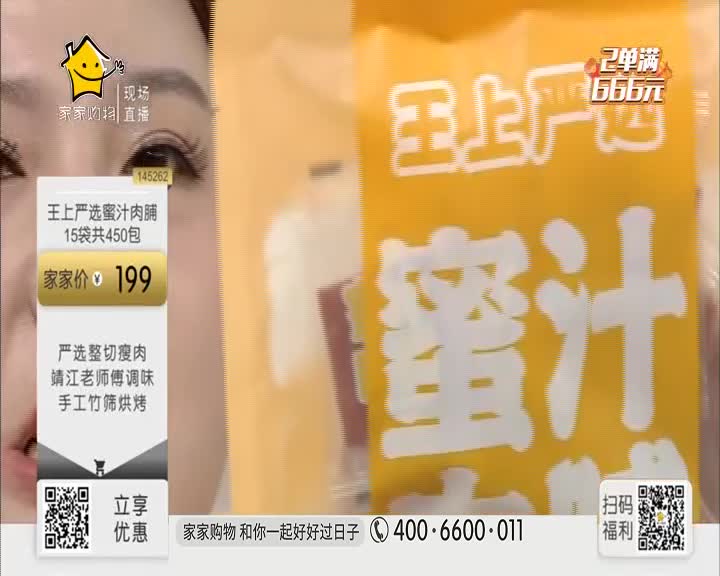 家家购物
现场
直播
2单满
666元
王上严选
蜜汁
145262
王上严选蜜汁肉脯
15袋共450包
家家价 ¥ 199
严选整切瘦肉
靖江老师傅调味
手工竹筛烘烤
立享
优惠
家家购物 和你一起好好过日子
400·6600·011
扫码
福利